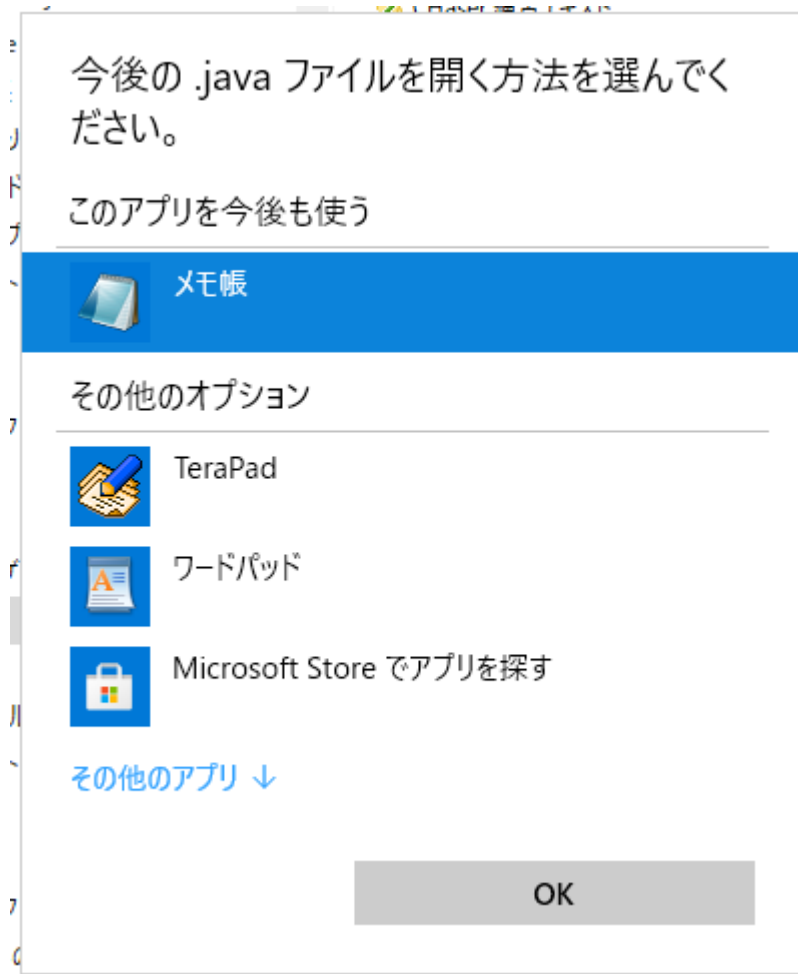 今後の .java ファイルを開く方法を選んでく
ださい。
このアプリを今後も使う
メモ帳
その他のオプション
TeraPad
ワードパッド
Microsoft Store でアプリを探す
その他のアプリ ↓
OK